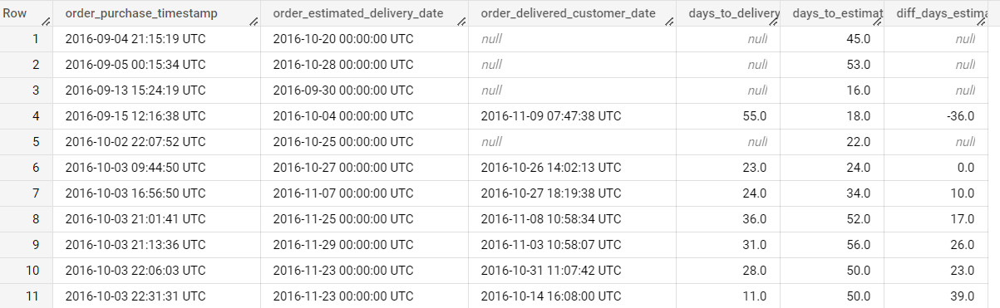 Row order_purchase_timestamp order_estimated_delivery_date order_delivered_customer_date days_to_delivery days_to_estimat diff_days_estima
1 2016-09-04 21:15:19 UTC 2016-10-20 00:00:00 UTC null null 45.0 null
2 2016-09-05 00:15:34 UTC 2016-10-28 00:00:00 UTC null null 53.0 null
3 2016-09-13 15:24:19 UTC 2016-09-30 00:00:00 UTC null null 16.0 null
4 2016-09-15 12:16:38 UTC 2016-10-04 00:00:00 UTC 2016-11-09 07:47:38 UTC 55.0 18.0 -36.0
5 2016-10-02 22:07:52 UTC 2016-10-25 00:00:00 UTC null null 22.0 null
6 2016-10-03 09:44:50 UTC 2016-10-27 00:00:00 UTC 2016-10-26 14:02:13 UTC 23.0 24.0 0.0
7 2016-10-03 16:56:50 UTC 2016-11-07 00:00:00 UTC 2016-10-27 18:19:38 UTC 24.0 34.0 10.0
8 2016-10-03 21:01:41 UTC 2016-11-25 00:00:00 UTC 2016-11-08 10:58:34 UTC 36.0 52.0 17.0
9 2016-10-03 21:13:36 UTC 2016-11-29 00:00:00 UTC 2016-11-03 10:58:07 UTC 31.0 56.0 26.0
10 2016-10-03 22:06:03 UTC 2016-11-23 00:00:00 UTC 2016-10-31 11:07:42 UTC 28.0 50.0 23.0
11 2016-10-03 22:31:31 UTC 2016-11-23 00:00:00 UTC 2016-10-14 16:08:00 UTC 11.0 50.0 39.0